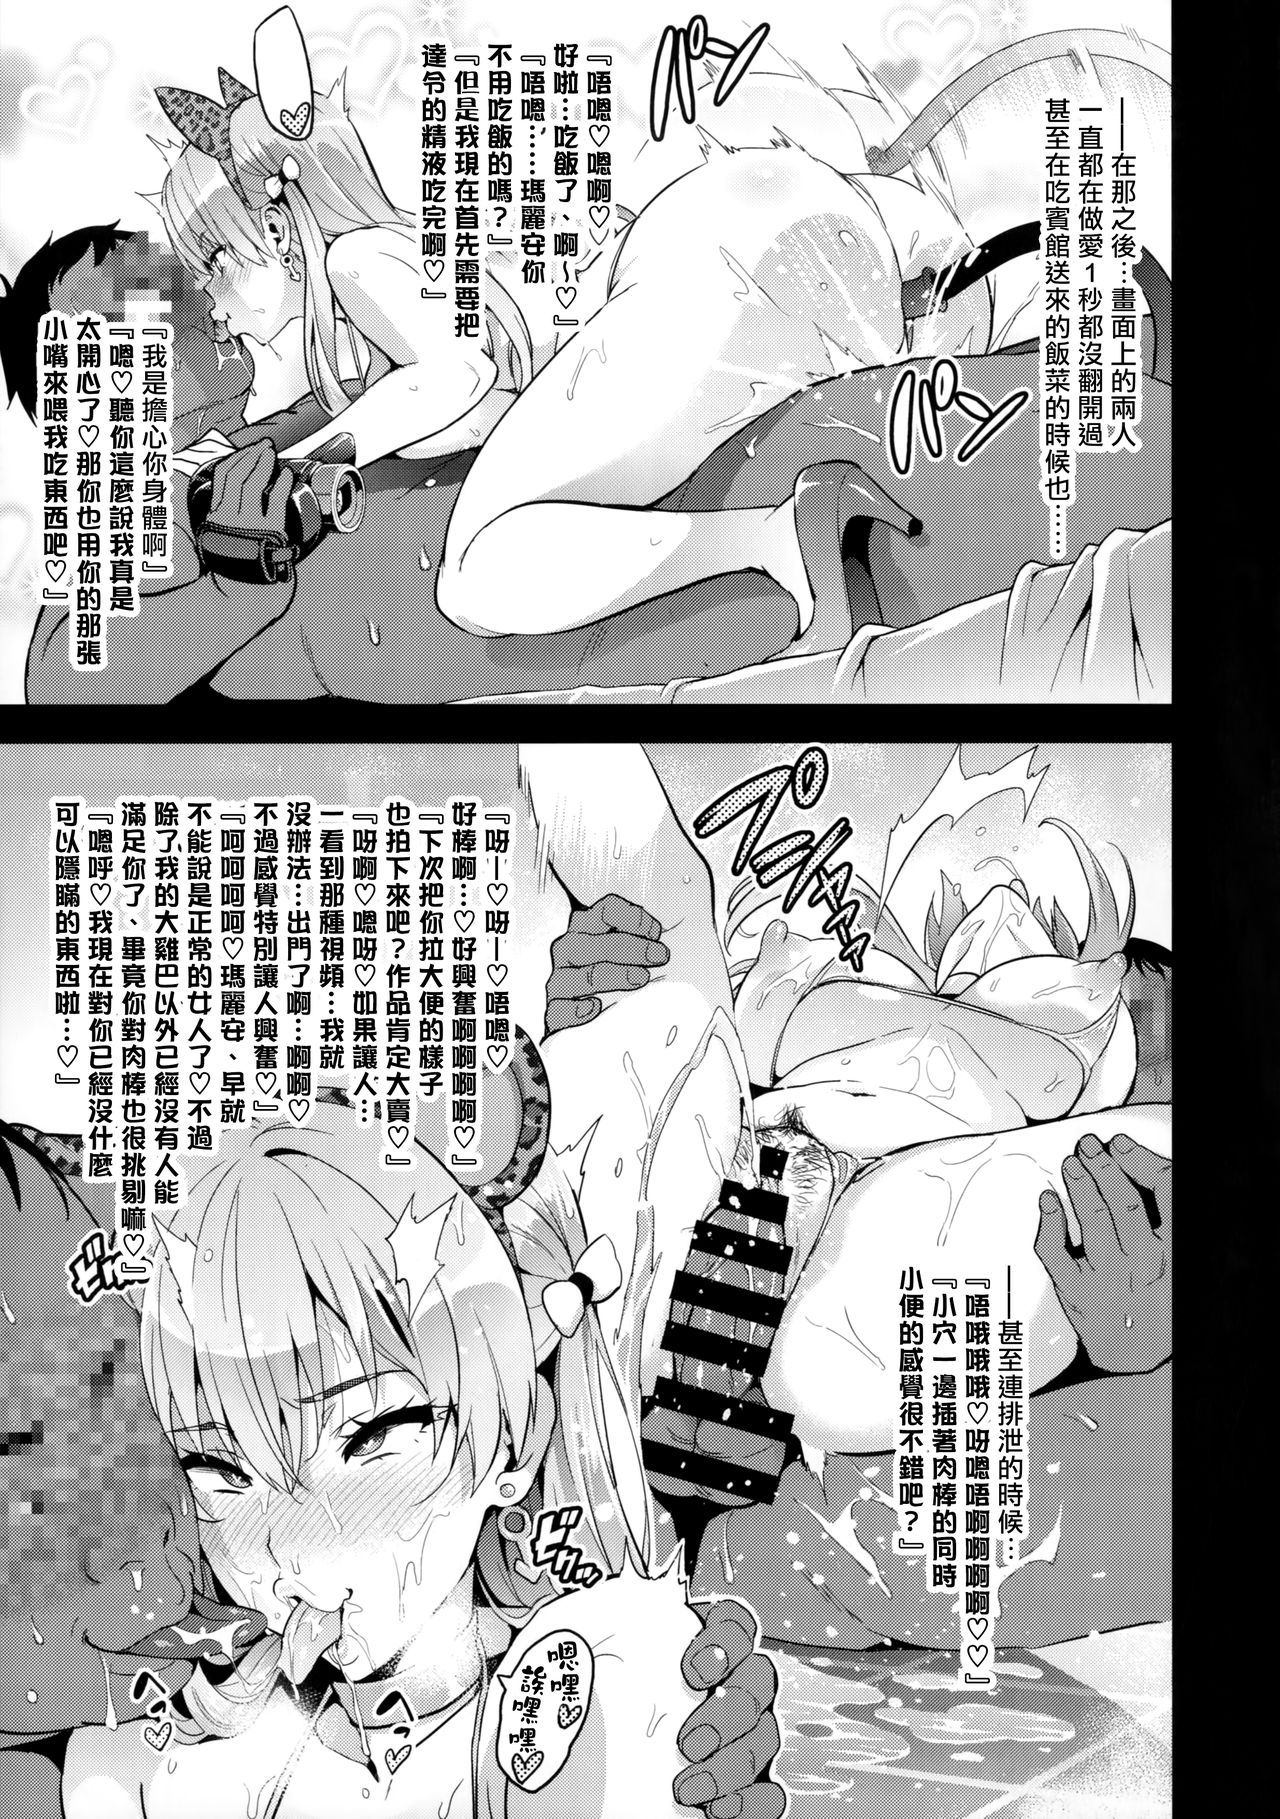 ——在那之後…畫面上的兩人
一直都在做愛1秒都沒翻開過
甚至在吃賓館送來的飯菜的時候也……
パンッ
パンッ
『唔嗯♡嗯啊♡
好啦…吃飯了、啊～♡』
『唔嗯……瑪麗安你
不用吃飯的嗎？』
『但是我現在首先需要把
達令的精液吃完啊♡』
『我是擔心你身體啊』
『嗯♡聽你這麼說我真是
太開心了♡那你也用你的那張
小嘴來喂我吃東西吧♡』
——甚至連排泄的時候…
『唔哦哦哦♡呀嗯唔啊啊啊啊♡♡』
『小穴一邊插著肉棒的同時
小便的感覺很不錯吧？』
『呀ー♡呀ー♡唔嗯♡
好棒啊…♡好興奮啊啊啊啊♡』
『下次把你拉大便的樣子
也拍下來吧？作品肯定大賣♡』
『呀啊♡嗯呀♡如果讓人…
一看到那種視頻…我就
沒辦法…出門了啊…啊啊♡
不過感覺特別讓人興奮♡』
『呵呵呵呵♡瑪麗安、早就
不能說是正常的女人了♡不過
除了我的大雞巴以外已經沒有人能
滿足你了、畢竟你對肉棒也很挑剔嘛♡』
『嗯呼♡我現在對你已經沒什麼
可以隱瞞的東西啦…♡』
嗯嘿♡
誒嘿嘿♡
へっ♡
へっ♡